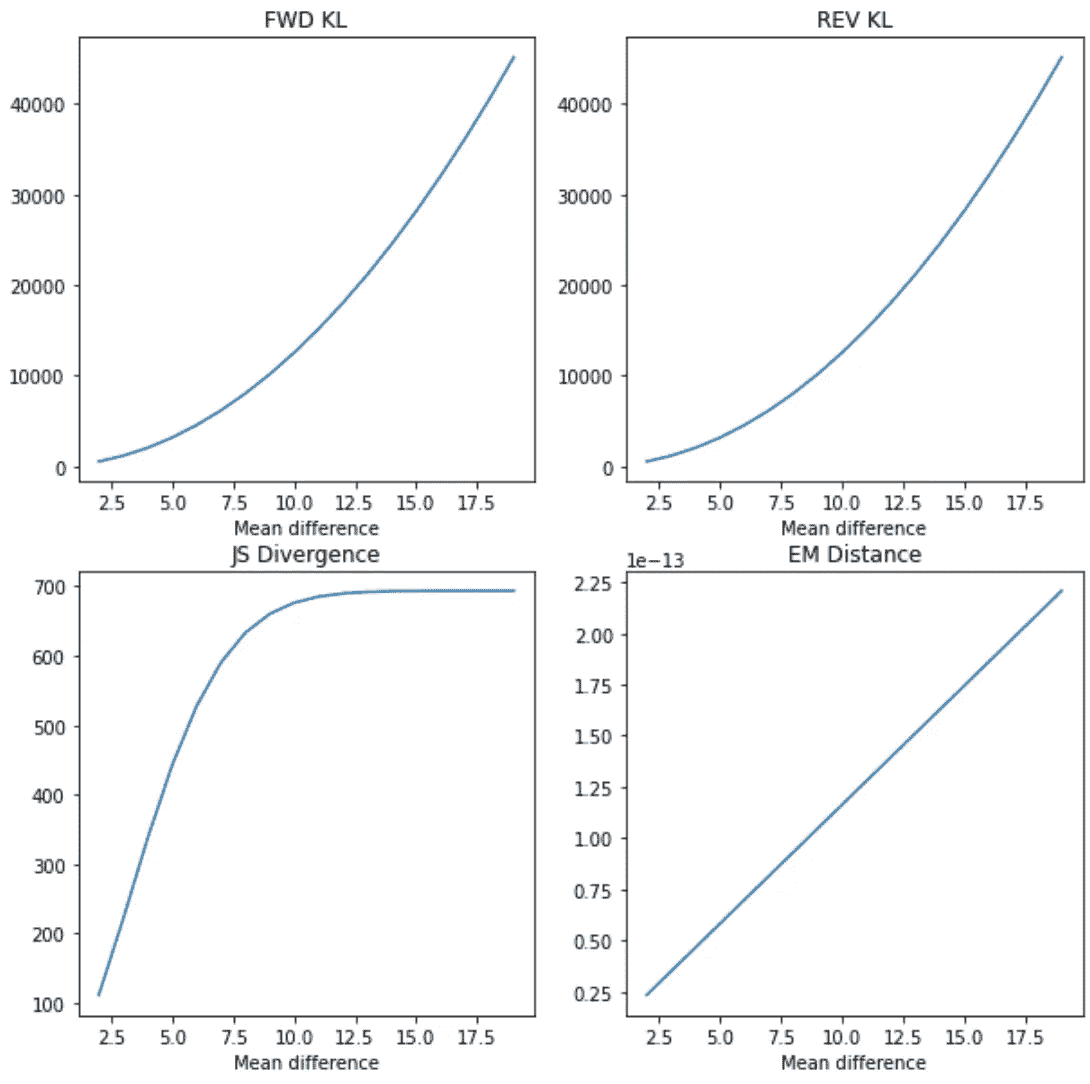 FWD KL
40000
30000
20000
10000
0
2.5 5.0 7.5 10.0 12.5 15.0 17.5
Mean difference
REV KL
40000
30000
20000
10000
0
2.5 5.0 7.5 10.0 12.5 15.0 17.5
Mean difference
JS Divergence
700
600
500
400
300
200
100
2.5 5.0 7.5 10.0 12.5 15.0 17.5
Mean difference
EM Distance
1e−13
2.25
2.00
1.75
1.50
1.25
1.00
0.75
0.50
0.25
2.5 5.0 7.5 10.0 12.5 15.0 17.5
Mean difference